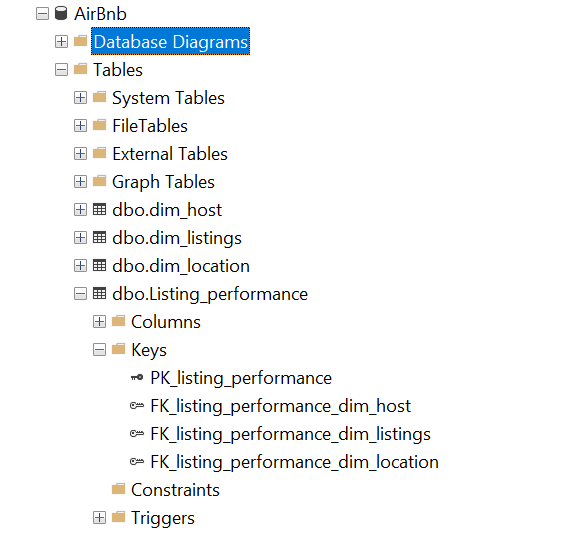 AirBnb
Database Diagrams
Tables
System Tables
FileTables
External Tables
Graph Tables
dbo.dim_host
dbo.dim_listings
dbo.dim_location
dbo.Listing_performance
Columns
Keys
PK_listing_performance
FK_listing_performance_dim_host
FK_listing_performance_dim_listings
FK_listing_performance_dim_location
Constraints
Triggers